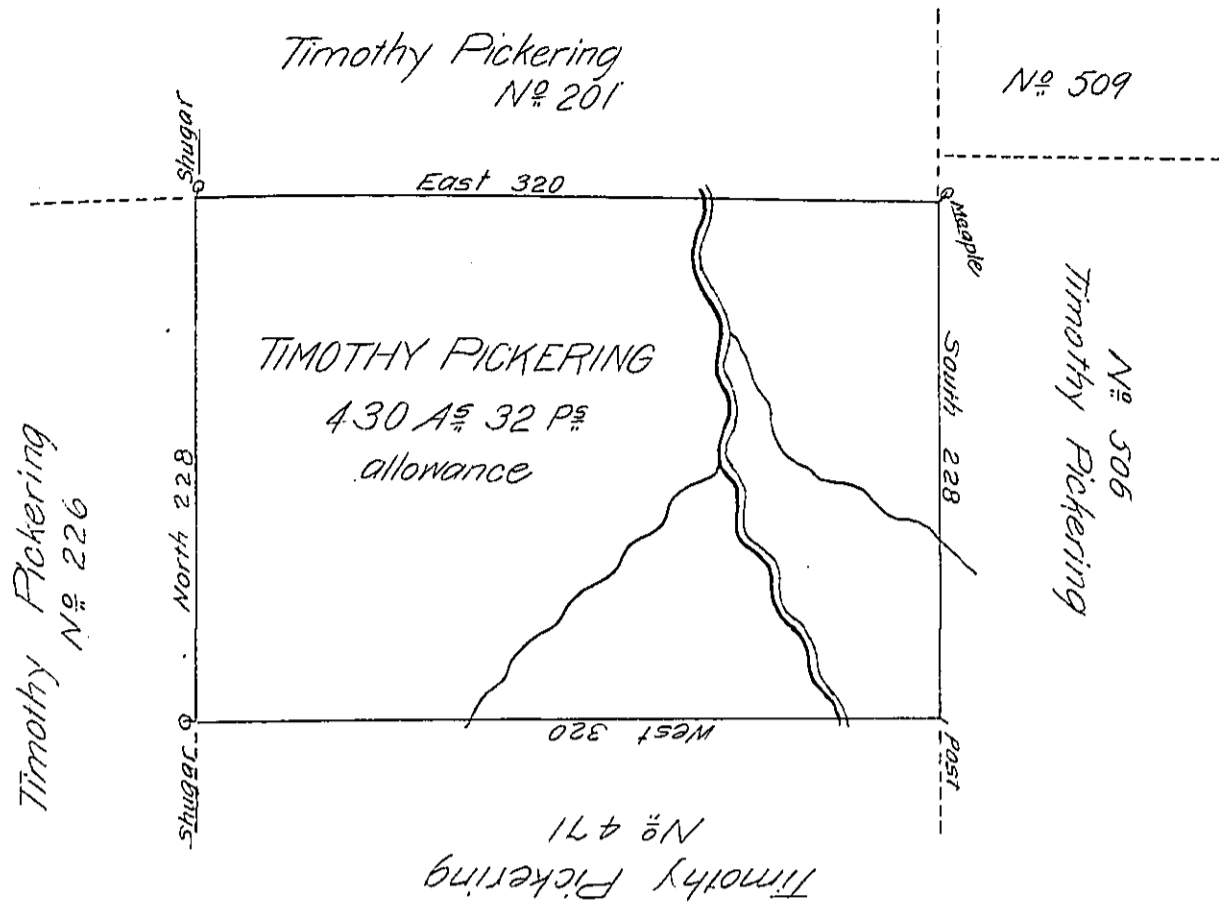 Timothy Pickering
Nº 201
Nº 509
Shugar
East 320
Maaple
TIMOTHY PICKERING
430 Aˢ 32 Pˢ
allowance
South 228
Nº 506
Timothy Pickering
North 228
Timothy Pickering
Nº 226
West 320
Shugar
Post
Nº 471
Timothy Pickering